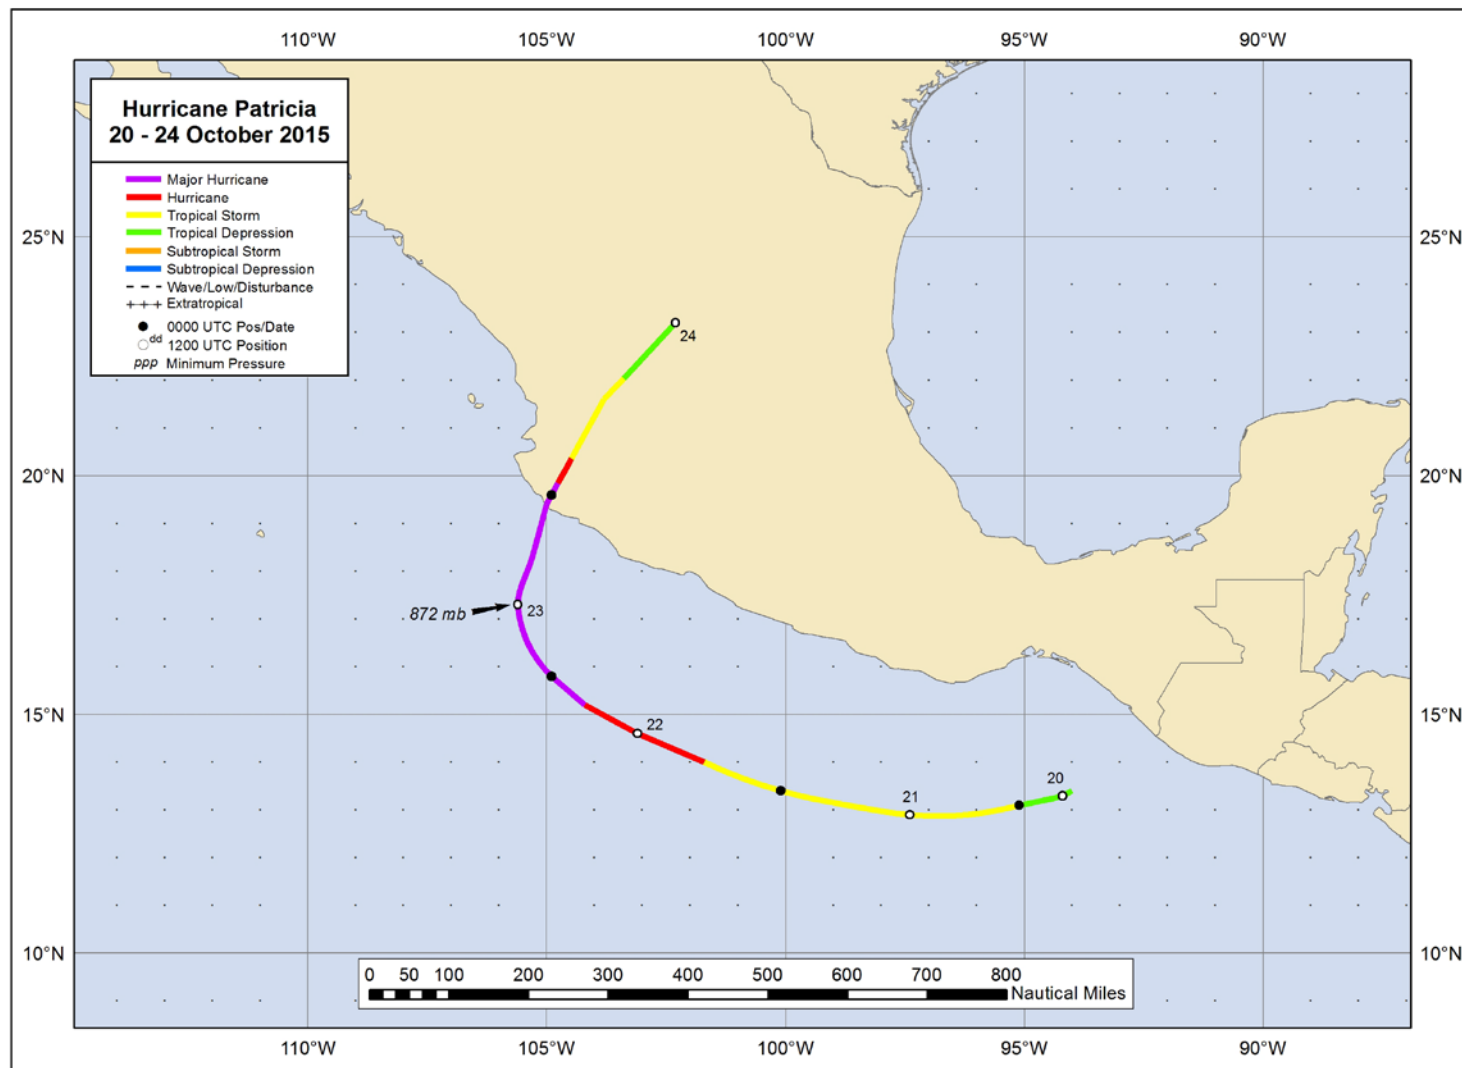 110°W 105°W 100°W 95°W 90°W
Hurricane Patricia
20 - 24 October 2015
Major Hurricane
Hurricane
Tropical Storm
Tropical Depression
Subtropical Storm
Subtropical Depression
Wave/Low/Disturbance
+++ Extratropical
0000 UTC Pos/Date
dd 1200 UTC Position
ppp Minimum Pressure
25°N 25°N
24
20°N 20°N
872 mb 23
15°N 22 15°N
20
21
10°N 10°N
0 50 100 200 300 400 500 600 700 800
Nautical Miles
110°W 105°W 100°W 95°W 90°W